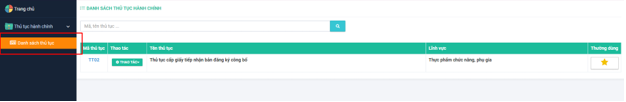 Trang chủ
DANH SÁCH THỦ TỤC HÀNH CHÍNH
Thủ tục hành chính
Mã, tên thủ tục ...
Danh sách thủ tục
Mã thủ tục Thao tác Tên thủ tục Lĩnh vực Thường dùng
TT03 THAO TÁC Thủ tục cấp giấy tiếp nhận bản đăng ký công bố Thực phẩm chức năng, phụ gia